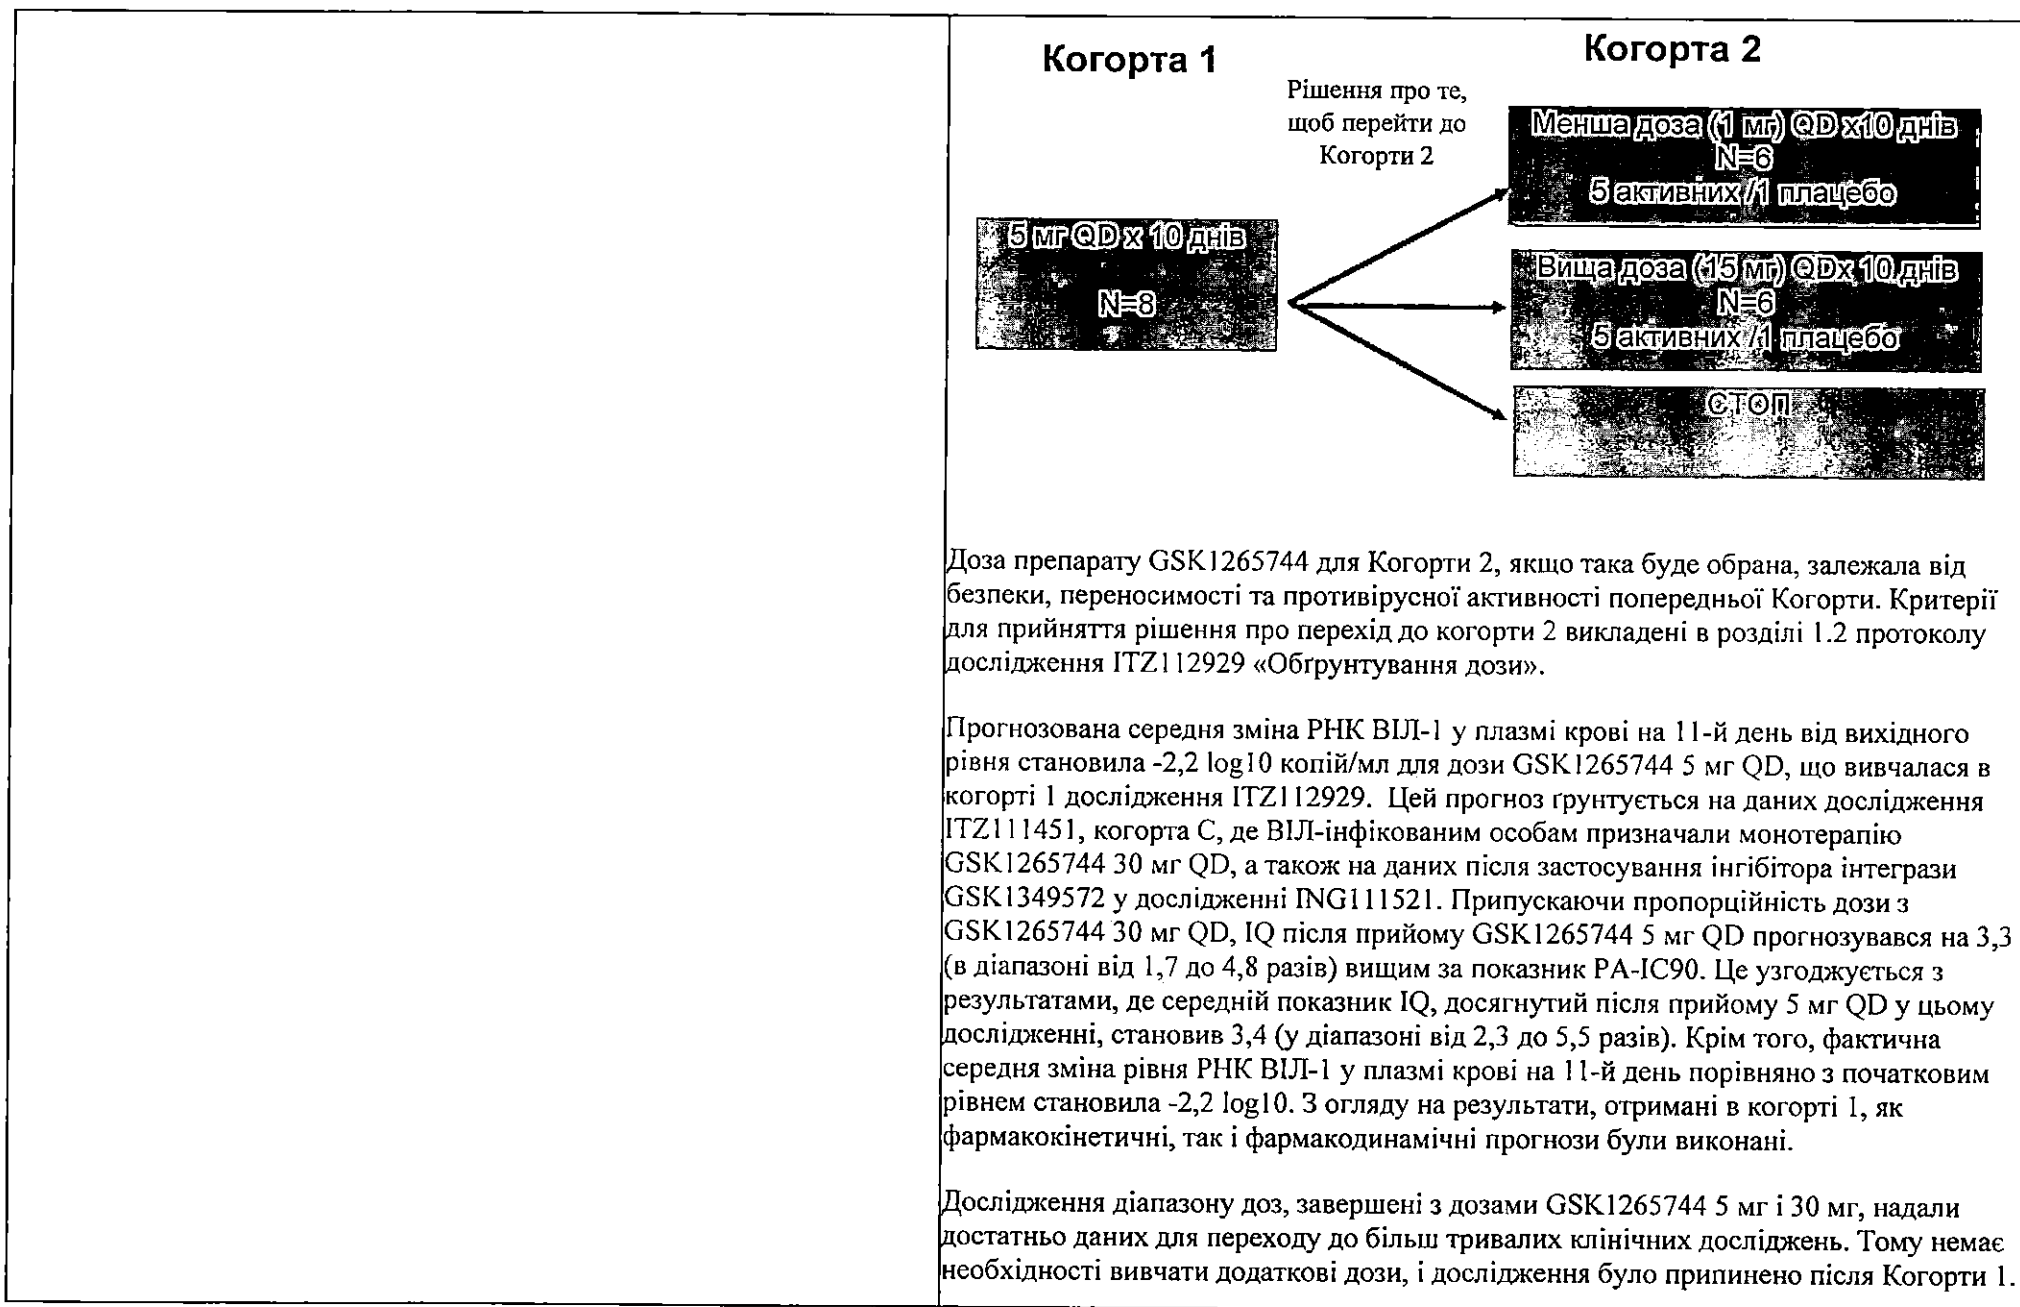 Когорта 1
Когорта 2
Рішення про те,
щоб перейти до
Когорти 2
Менша доза (1 мг) QD x10 днів
N=6
5 активних /1 плацебо
5 мг QD x 10 днів
N=8
Вища доза (15 мг) QDx 10 днів
N=6
5 активних /1 плацебо
СТОП
Доза препарату GSK1265744 для Когорти 2, якщо така буде обрана, залежала від
безпеки, переносимості та противірусної активності попередньої Когорти. Критерії
для прийняття рішення про перехід до когорти 2 викладені в розділі 1.2 протоколу
дослідження ITZ112929 «Обґрунтування дози».
Прогнозована середня зміна РНК ВІЛ-1 у плазмі крові на 11-й день від вихідного
рівня становила -2,2 log10 копій/мл для дози GSK1265744 5 мг QD, що вивчалася в
когорті 1 дослідження ITZ112929. Цей прогноз ґрунтується на даних дослідження
ITZ111451, когорта С, де ВІЛ-інфікованим особам призначали монотерапію
GSK1265744 30 мг QD, а також на даних після застосування інгібітора інтегрази
GSK1349572 у дослідженні ING111521. Припускаючи пропорційність дози з
GSK1265744 30 мг QD, IQ після прийому GSK1265744 5 мг QD прогнозувався на 3,3
(в діапазоні від 1,7 до 4,8 разів) вищим за показник PA-IC90. Це узгоджується з
результатами, де середній показник IQ, досягнутий після прийому 5 мг QD у цьому
дослідженні, становив 3,4 (у діапазоні від 2,3 до 5,5 разів). Крім того, фактична
середня зміна рівня РНК ВІЛ-1 у плазмі крові на 11-й день порівняно з початковим
рівнем становила -2,2 log10. З огляду на результати, отримані в когорті 1, як
фармакокінетичні, так і фармакодинамічні прогнози були виконані.
Дослідження діапазону доз, завершені з дозами GSK1265744 5 мг і 30 мг, надали
достатньо даних для переходу до більш тривалих клінічних досліджень. Тому немає
необхідності вивчати додаткові дози, і дослідження було припинено після Когорти 1.